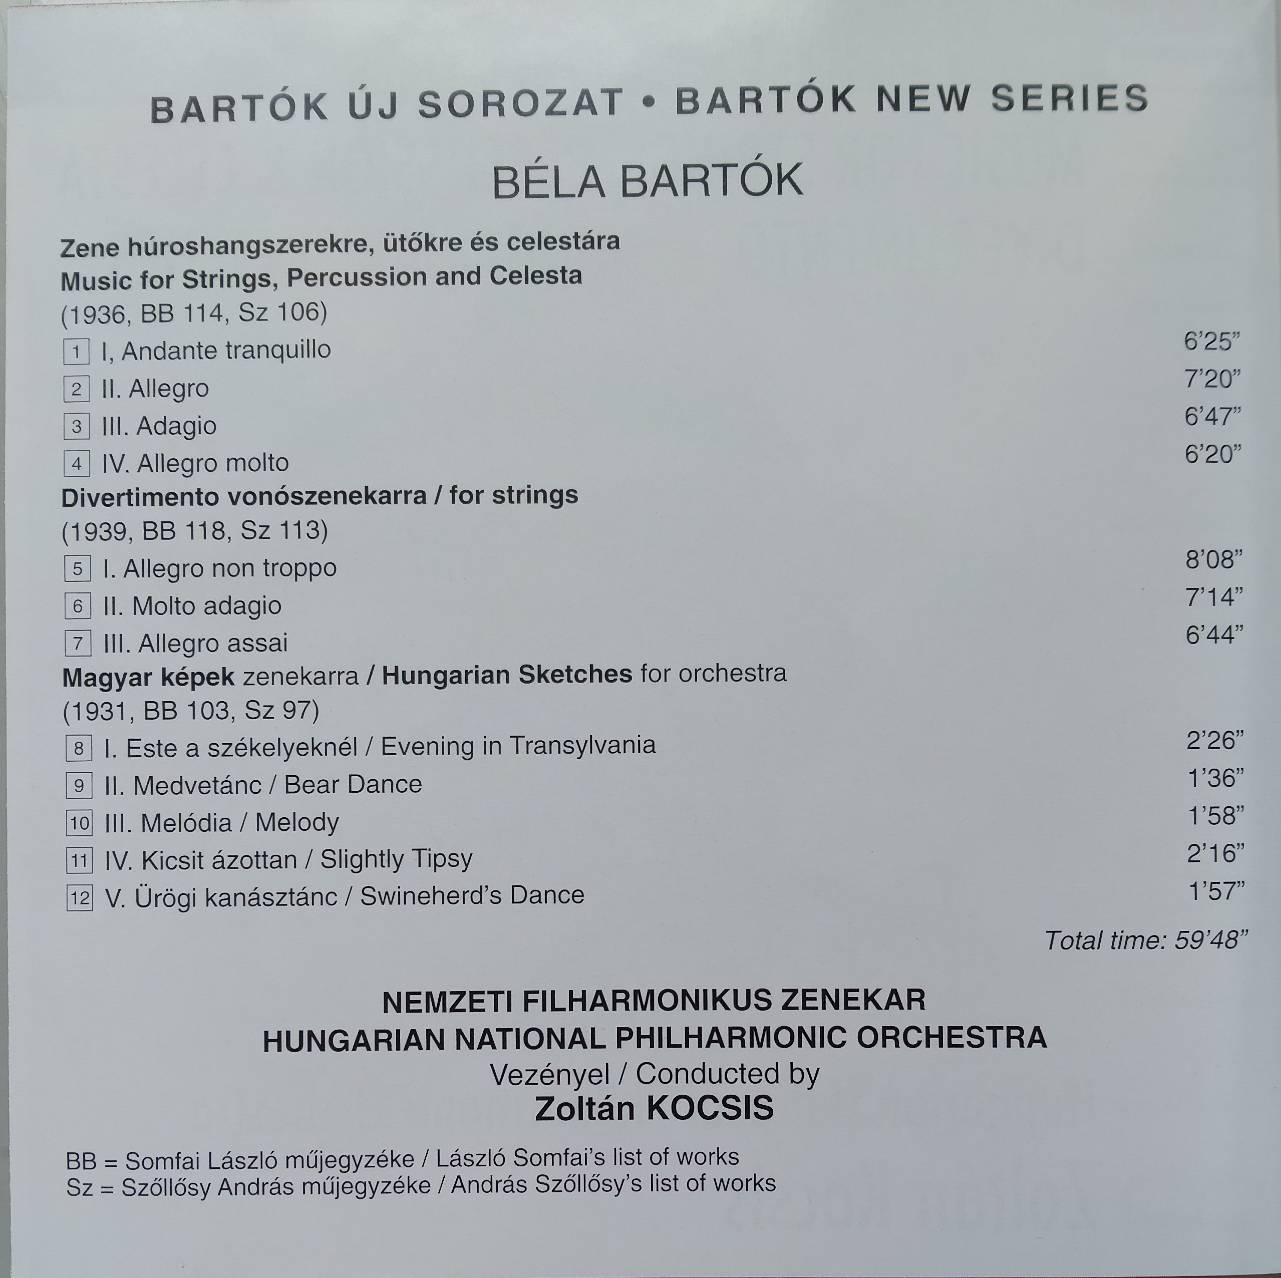 BARTÓK ÚJ SOROZAT • BARTÓK NEW SERIES
BÉLA BARTÓK
Zene húroshangszerekre, ütőkre és celestára
Music for Strings, Percussion and Celesta
(1936, BB 114, Sz 106)
1 I, Andante tranquillo 6’25”
2 II. Allegro 7’20”
3 III. Adagio 6’47”
4 IV. Allegro molto 6’20”
Divertimento vonószenekarra / for strings
(1939, BB 118, Sz 113)
5 I. Allegro non troppo 8’08”
6 II. Molto adagio 7’14”
7 III. Allegro assai 6’44”
Magyar képek zenekarra / Hungarian Sketches for orchestra
(1931, BB 103, Sz 97)
8 I. Este a székelyeknél / Evening in Transylvania 2’26”
9 II. Medvetánc / Bear Dance 1’36”
10 III. Melódia / Melody 1’58”
11 IV. Kicsit ázottan / Slightly Tipsy 2’16”
12 V. Ürögi kanásztánc / Swineherd’s Dance 1’57”
Total time: 59’48”
NEMZETI FILHARMONIKUS ZENEKAR
HUNGARIAN NATIONAL PHILHARMONIC ORCHESTRA
Vezényel / Conducted by
Zoltán KOCSIS
BB = Somfai László műjegyzéke / László Somfai’s list of works
Sz = Szőllősy András műjegyzéke / András Szőllősy’s list of works